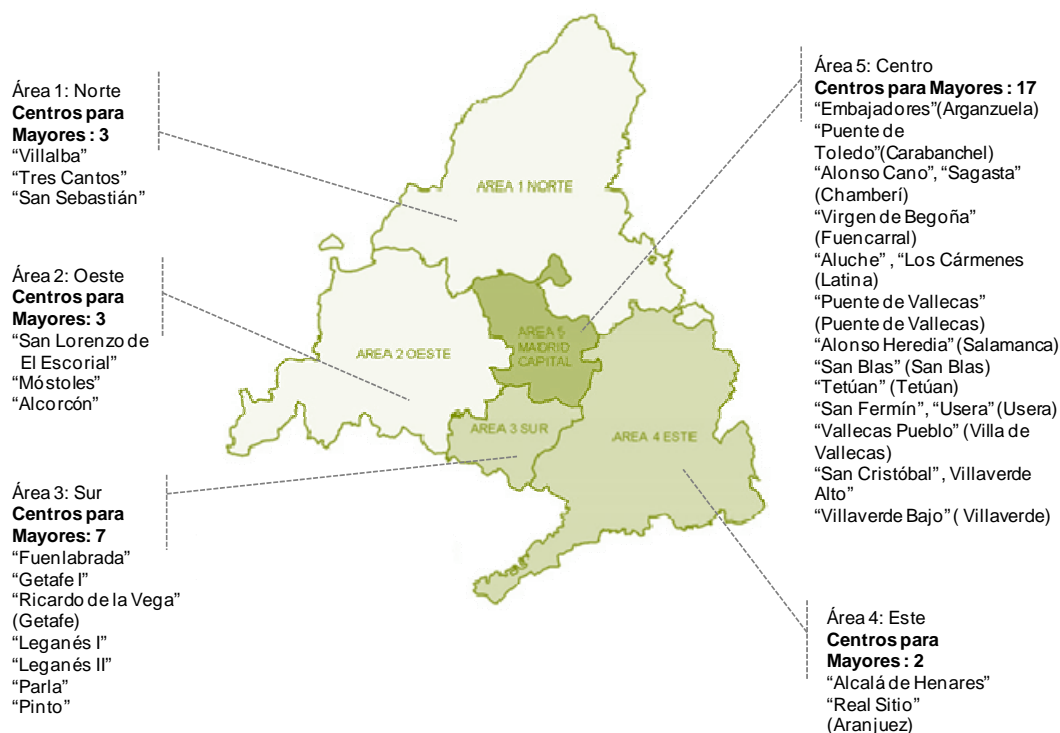 Área 1: Norte
Centros para
Mayores : 3
“Villalba”
“Tres Cantos”
“San Sebastián”
Área 2: Oeste
Centros para
Mayores: 3
“San Lorenzo de
El Escorial”
“Móstoles”
“Alcorcón”
Área 3: Sur
Centros para
Mayores: 7
“Fuenlabrada”
“Getafe I”
“Ricardo de la Vega”
(Getafe)
“Leganés I”
“Leganés II”
“Parla”
“Pinto”
AREA 1 NORTE
AREA 2 OESTE
AREA 5
MADRID
CAPITAL
AREA 3 SUR
AREA 4 ESTE
Área 5: Centro
Centros para Mayores : 17
“Embajadores”(Arganzuela)
“Puente de
Toledo”(Carabanchel)
“Alonso Cano”, “Sagasta”
(Chamberí)
“Virgen de Begoña”
(Fuencarral)
“Aluche” , “Los Cármenes
(Latina)
“Puente de Vallecas”
(Puente de Vallecas)
“Alonso Heredia” (Salamanca)
“San Blas” (San Blas)
“Tetúan” (Tetúan)
“San Fermín”, “Usera” (Usera)
“Vallecas Pueblo” (Villa de
Vallecas)
“San Cristóbal” , Villaverde
Alto”
“Villaverde Bajo” ( Villaverde)
Área 4: Este
Centros para
Mayores : 2
“Alcalá de Henares”
“Real Sitio”
(Aranjuez)